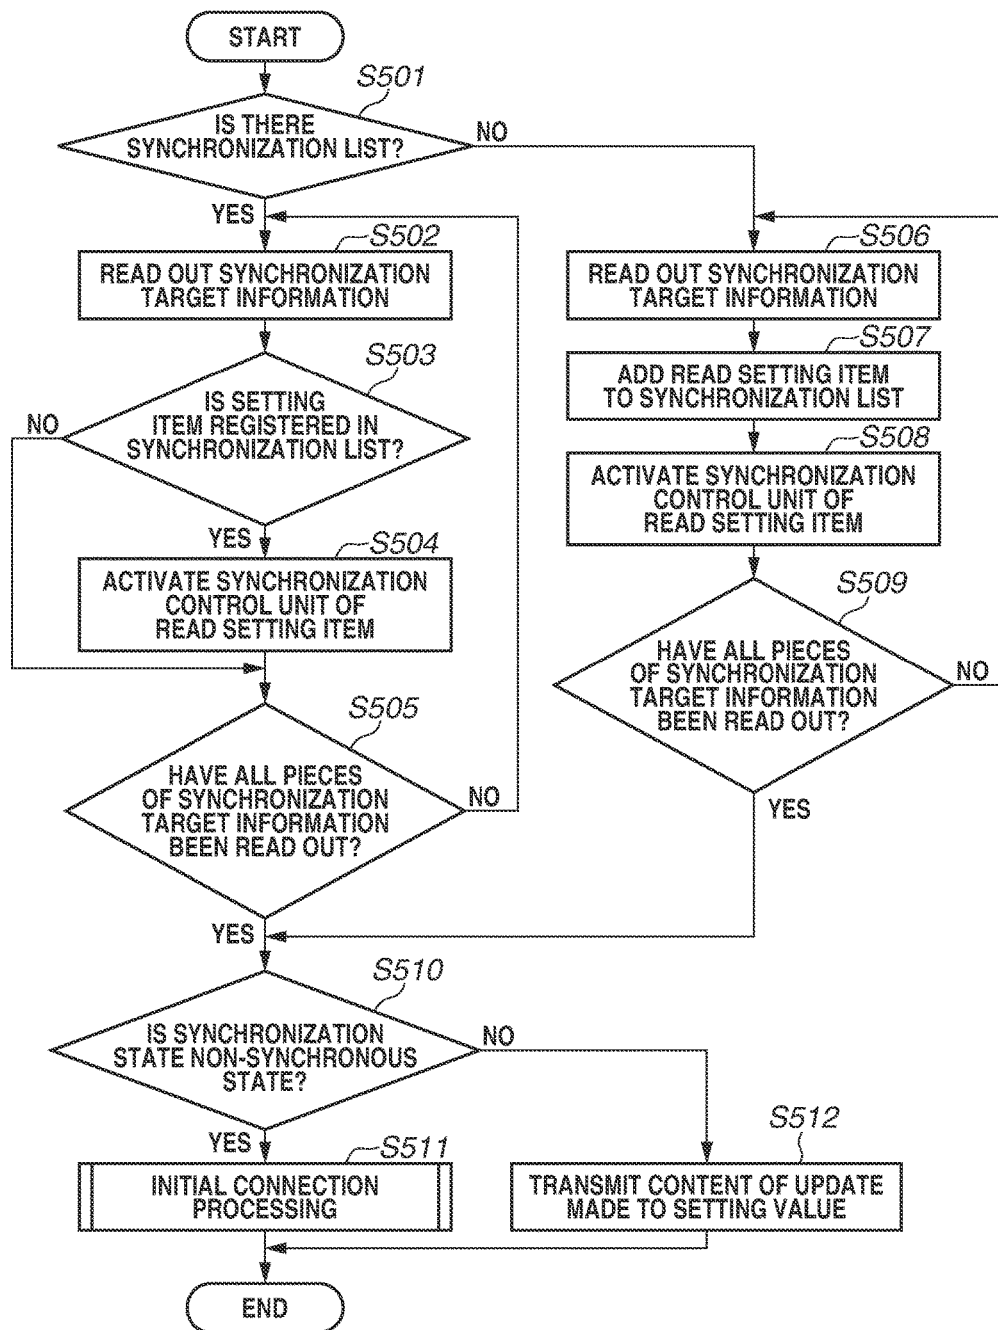 START
S501
IS THERE
SYNCHRONIZATION LIST?
NO
YES
S502
READ OUT SYNCHRONIZATION
TARGET INFORMATION
S503
IS SETTING
ITEM REGISTERED IN
SYNCHRONIZATION LIST?
NO
YES
S504
ACTIVATE SYNCHRONIZATION
CONTROL UNIT OF
READ SETTING ITEM
S505
HAVE ALL PIECES
OF SYNCHRONIZATION
TARGET INFORMATION
BEEN READ OUT?
NO
YES
S506
READ OUT SYNCHRONIZATION
TARGET INFORMATION
S507
ADD READ SETTING ITEM
TO SYNCHRONIZATION LIST
S508
ACTIVATE SYNCHRONIZATION
CONTROL UNIT OF
READ SETTING ITEM
S509
HAVE ALL PIECES
OF SYNCHRONIZATION
TARGET INFORMATION
BEEN READ OUT?
NO
YES
S510
IS SYNCHRONIZATION
STATE NON-SYNCHRONOUS
STATE?
NO
YES
S511
INITIAL CONNECTION
PROCESSING
S512
TRANSMIT CONTENT OF UPDATE
MADE TO SETTING VALUE
END